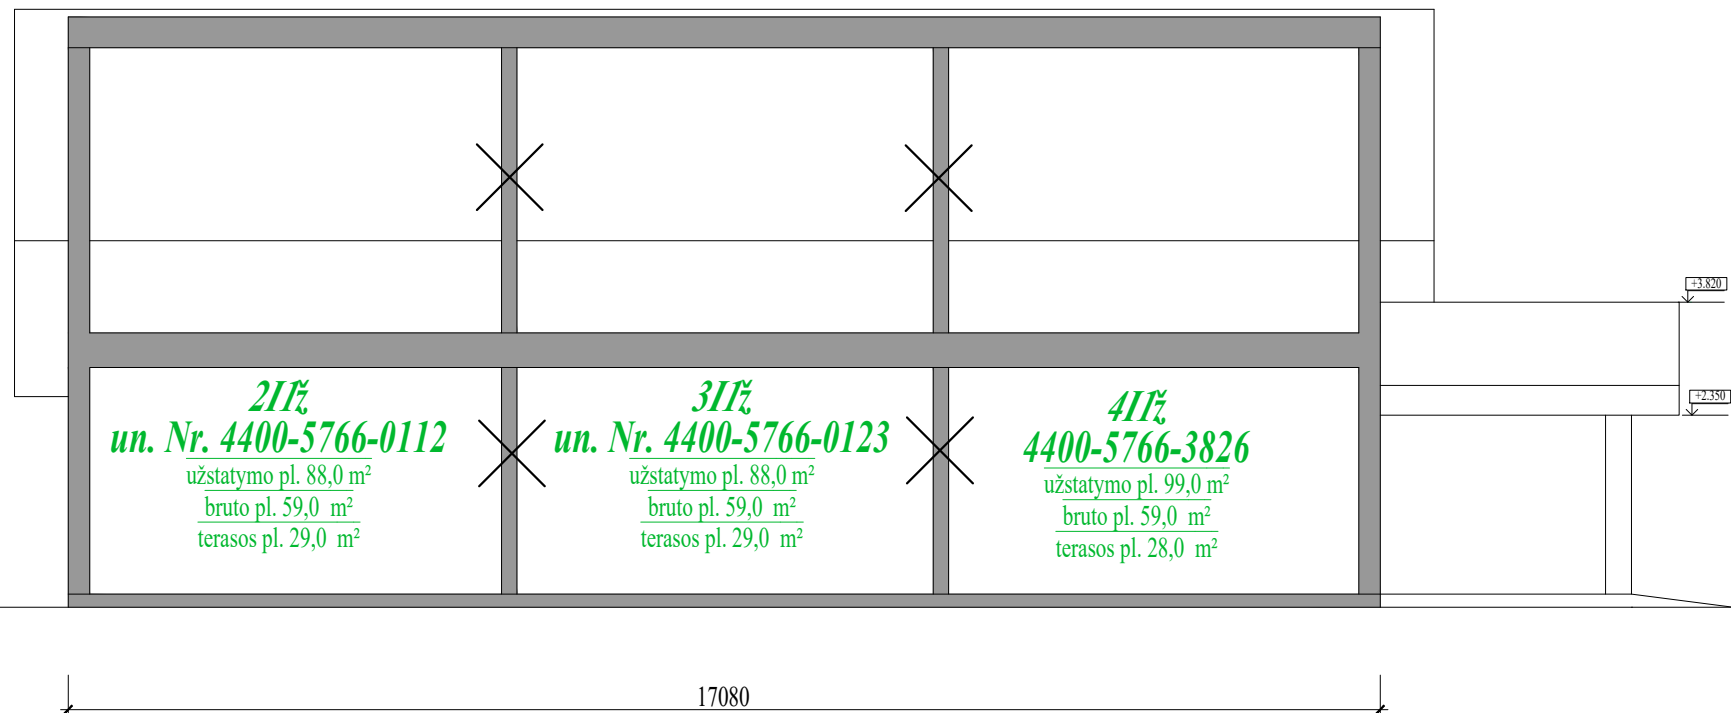 +3.820
+2.350
2I1ž
un. Nr. 4400-5766-0112
užstatymo pl. 88,0 m²
bruto pl. 59,0 m²
terasos pl. 29,0 m²
3I1ž
un. Nr. 4400-5766-0123
užstatymo pl. 88,0 m²
bruto pl. 59,0 m²
terasos pl. 29,0 m²
4I1ž
4400-5766-3826
užstatymo pl. 99,0 m²
bruto pl. 59,0 m²
terasos pl. 28,0 m²
17080